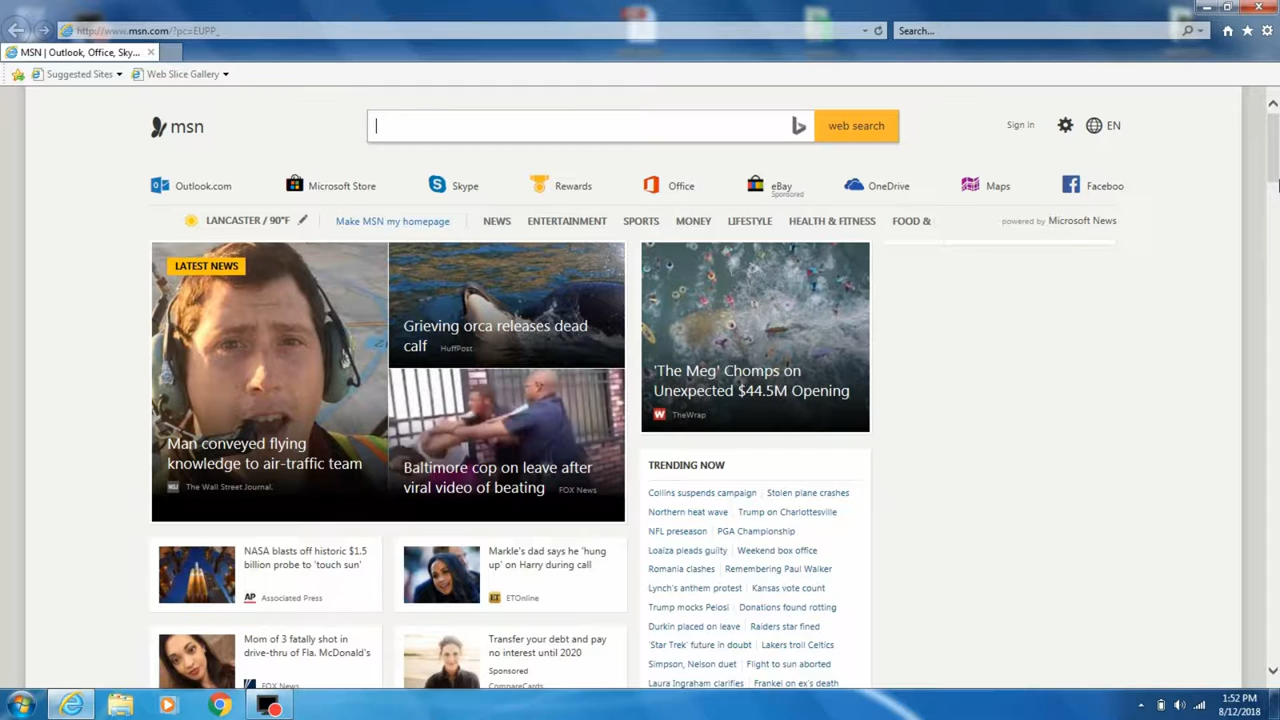 http://www.msn.com/?pc=EUPP_
Search...
MSN | Outlook, Office, Sky...
Suggested Sites
Web Slice Gallery
msn
web search
Sign in
EN
Outlook.com
Microsoft Store
Skype
Rewards
Office
eBay
Sponsored
OneDrive
Maps
Faceboo
LANCASTER / 90°F
Make MSN my homepage
NEWS
ENTERTAINMENT
SPORTS
MONEY
LIFESTYLE
HEALTH & FITNESS
FOOD &
powered by Microsoft News
LATEST NEWS
Man conveyed flying
knowledge to air-traffic team
WSJ The Wall Street Journal.
Grieving orca releases dead
calf HuffPost
Baltimore cop on leave after
viral video of beating FOX News
'The Meg' Chomps on
Unexpected $44.5M Opening
W TheWrap
NASA blasts off historic $1.5
billion probe to 'touch sun'
AP Associated Press
Markle's dad says he 'hung
up' on Harry during call
ET ETOnline
Mom of 3 fatally shot in
drive-thru of Fla. McDonald's
FOX News
Transfer your debt and pay
no interest until 2020
Sponsored
CompareCards
TRENDING NOW
Collins suspends campaign Stolen plane crashes
Northern heat wave Trump on Charlottesville
NFL preseason PGA Championship
Loaiza pleads guilty Weekend box office
Romania clashes Remembering Paul Walker
Lynch's anthem protest Kansas vote count
Trump mocks Pelosi Donations found rotting
Durkin placed on leave Raiders star fined
'Star Trek' future in doubt Lakers troll Celtics
Simpson, Nelson duet Flight to sun aborted
Laura Ingraham clarifies Frankel on ex's death
1:52 PM
8/12/2018